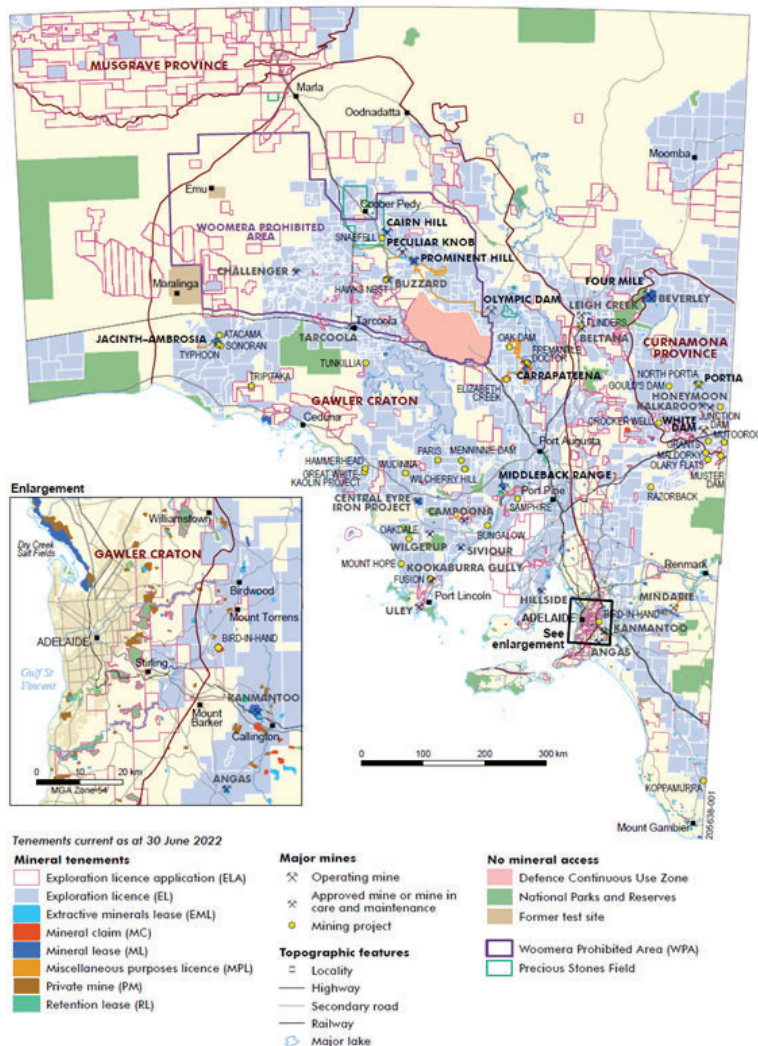 MUSGRAVE PROVINCE
Marla
Oodnadatta
Moomba
Emu
Coober Pedy
WOOMERA PROHIBITED
AREA
CAIRN HILL
SNAEFELL
PECULIAR KNOB
PROMINENT HILL
CHALLENGER
HAWKS NEST
BUZZARD
Maralinga
OLYMPIC DAM
FOUR MILE
LEIGH CREEK
BEVERLEY
FLINDERS
BELTANA
CURNAMONA
PROVINCE
Tarcoola
TARCOOLA
ATACAMA
JACINTH-AMBROSIA
SONORAN
TYPHOON
OAK DAM
FREMANTLE
DOCTOR
CARRAPATEENA
TUNKILLIA
TRIPITAKA
ELIZABETH
CREEK
NORTH PORTIA
PORTIA
GOULD'S DAM
HONEYMOON
KALKAROO
GAWLER CRATON
Ceduna
CROCKER WELL
WHITE
DAM
JUNCTION
DAM
MUTOOROO
GRANTS
MALDORKY
OLARY FLATS
MUSTER
DAM
Port Augusta
HAMMERHEAD
GREAT WHITE
KAOLIN PROJECT
WUDINNA
PARIS
MENNINNIE DAM
WILCHERRY HILL
MIDDLEBACK RANGE
Port Pirie
SAMPHIRE
RAZORBACK
CENTRAL EYRE
IRON PROJECT
CAMPOONA
BUNGALOW
OAKDALE
WILGERUP
SIVIOUR
MOUNT HOPE
KOOKABURRA GULLY
FUSION
Port Lincoln
ULEY
HILLSIDE
Renmark
MINDARIE
ADELAIDE
BIRD-IN-HAND
See
enlargement
KANMANTOO
ANGAS
KOPPAMURRA
Mount Gambier
0 100 200 300 km
205638-001
Enlargement
Williamstown
Dry Creek
Salt Fields
GAWLER CRATON
Birdwood
Mount Torrens
BIRD-IN-HAND
ADELAIDE
Stirling
Gulf St
Vincent
KANMANTOO
Mount
Barker
Callington
ANGAS
0 10 20 km
MGA Zone 54
Tenements current as at 30 June 2022
Mineral tenements
Exploration licence application (ELA)
Exploration licence (EL)
Extractive minerals lease (EML)
Mineral claim (MC)
Mineral lease (ML)
Miscellaneous purposes licence (MPL)
Private mine (PM)
Retention lease (RL)
Major mines
Operating mine
Approved mine or mine in
care and maintenance
Mining project
Topographic features
Locality
Highway
Secondary road
Railway
Major lake
No mineral access
Defence Continuous Use Zone
National Parks and Reserves
Former test site
Woomera Prohibited Area (WPA)
Precious Stones Field